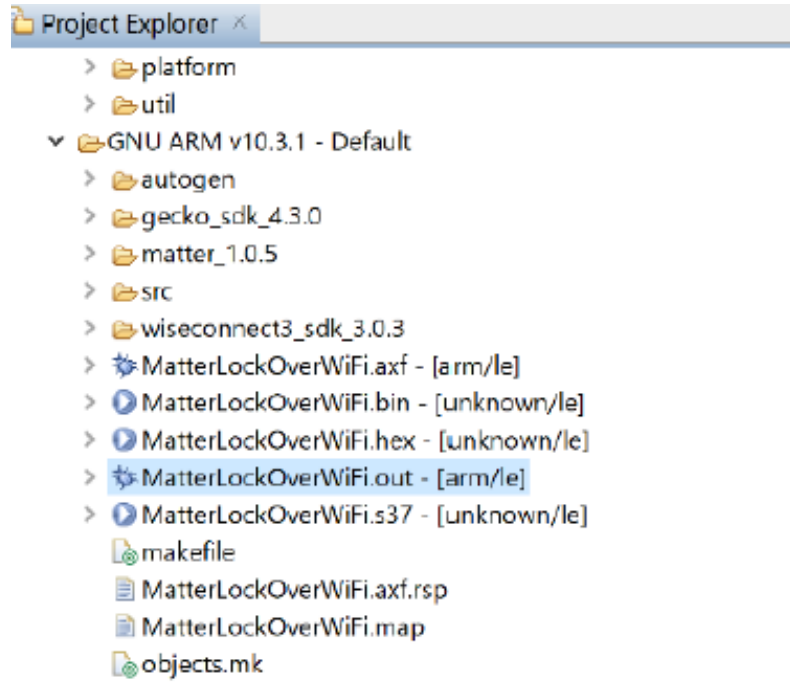 Project Explorer
platform
util
GNU ARM v10.3.1 - Default
autogen
gecko_sdk_4.3.0
matter_1.0.5
src
wiseconnect3_sdk_3.0.3
MatterLockOverWiFi.axf - [arm/le]
MatterLockOverWiFi.bin - [unknown/le]
MatterLockOverWiFi.hex - [unknown/le]
MatterLockOverWiFi.out - [arm/le]
MatterLockOverWiFi.s37 - [unknown/le]
makefile
MatterLockOverWiFi.axf.rsp
MatterLockOverWiFi.map
objects.mk